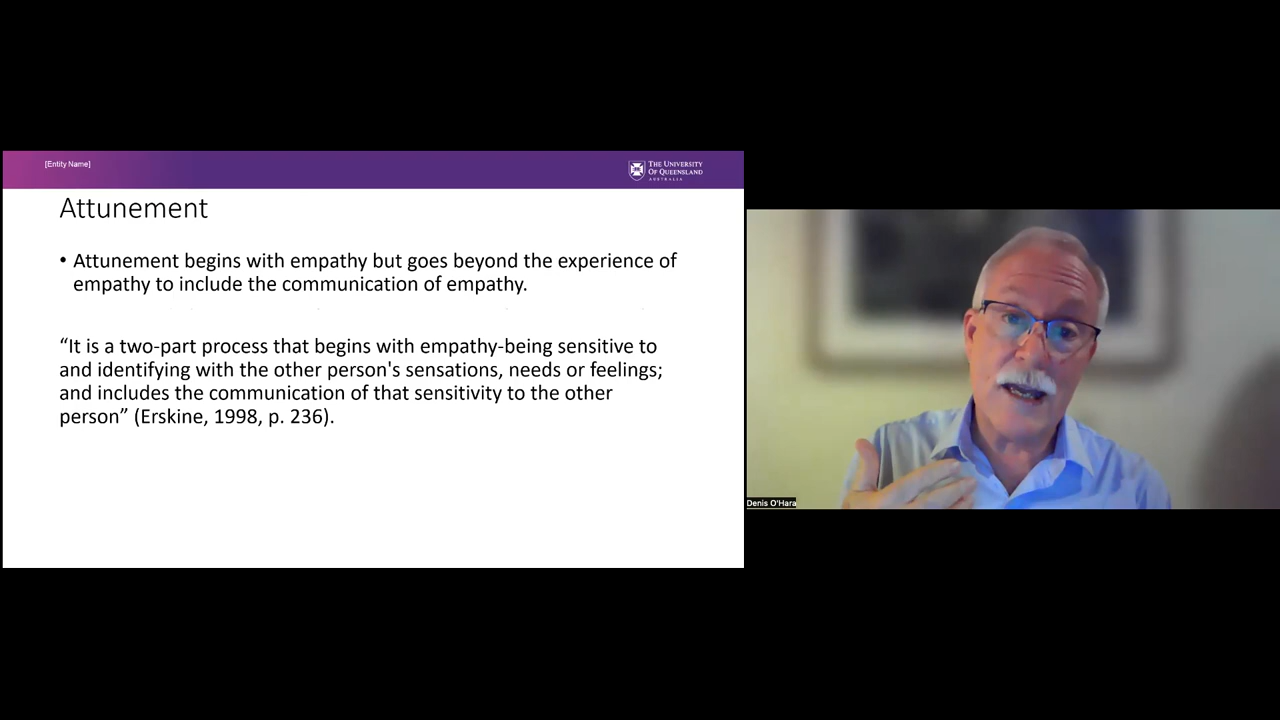 [Entity Name]
THE UNIVERSITY
OF QUEENSLAND
AUSTRALIA
Attunement
• Attunement begins with empathy but goes beyond the experience of
empathy to include the communication of empathy.
“It is a two-part process that begins with empathy-being sensitive to
and identifying with the other person's sensations, needs or feelings;
and includes the communication of that sensitivity to the other
person” (Erskine, 1998, p. 236).
Denis O'Hara